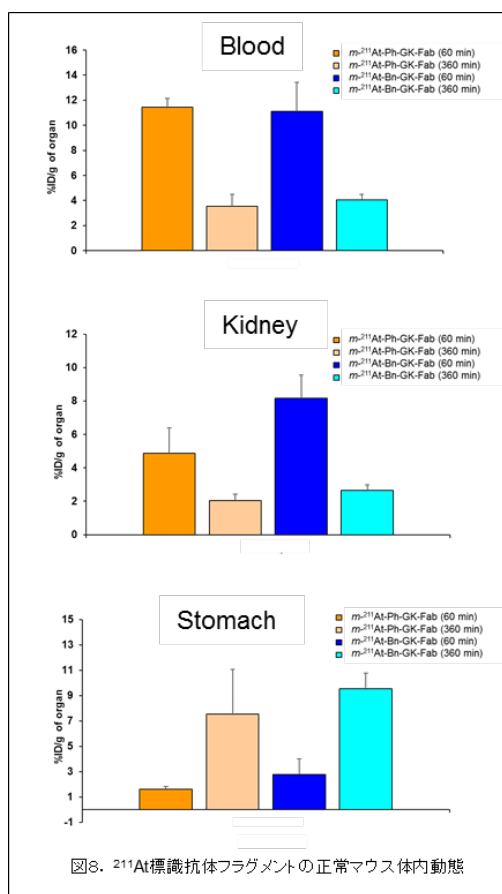 Blood
m-²¹¹At-Ph-GK-Fab (60 min)
m-²¹¹At-Ph-GK-Fab (360 min)
m-²¹¹At-Bn-GK-Fab (60 min)
m-²¹¹At-Bn-GK-Fab (360 min)
%ID/g of organ
16
14
12
10
8
6
4
2
0
Kidney
m-²¹¹At-Ph-GK-Fab (60 min)
m-²¹¹At-Ph-GK-Fab (360 min)
m-²¹¹At-Bn-GK-Fab (60 min)
m-²¹¹At-Bn-GK-Fab (360 min)
%ID/g of organ
12
10
8
6
4
2
0
Stomach
m-²¹¹At-Ph-GK-Fab (60 min)
m-²¹¹At-Ph-GK-Fab (360 min)
m-²¹¹At-Bn-GK-Fab (60 min)
m-²¹¹At-Bn-GK-Fab (360 min)
%ID/g of organ
15
13
11
9
7
5
3
1
-1
図8. ²¹¹At標識抗体フラグメントの正常マウス体内動態